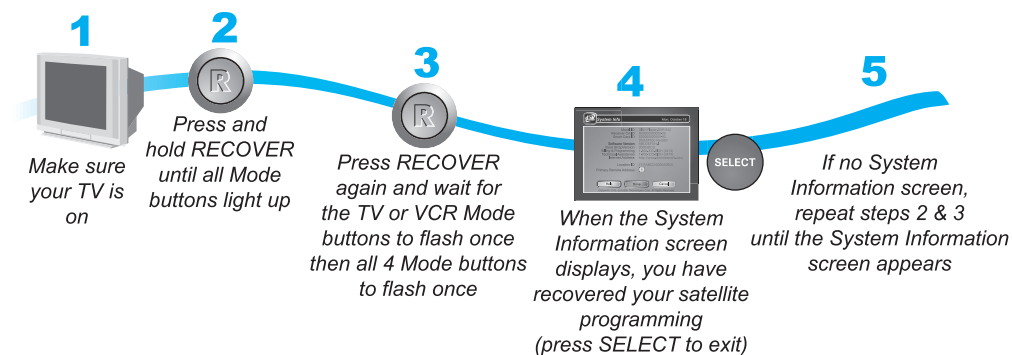 1
Make sure
your TV is
on
2
R
Press and
hold RECOVER
until all Mode
buttons light up
3
R
Press RECOVER
again and wait for
the TV or VCR Mode
buttons to flash once
then all 4 Mode buttons
to flash once
4
System Info
SELECT
When the System
Information screen
displays, you have
recovered your satellite
programming
(press SELECT to exit)
5
If no System
Information screen,
repeat steps 2 & 3
until the System Information
screen appears